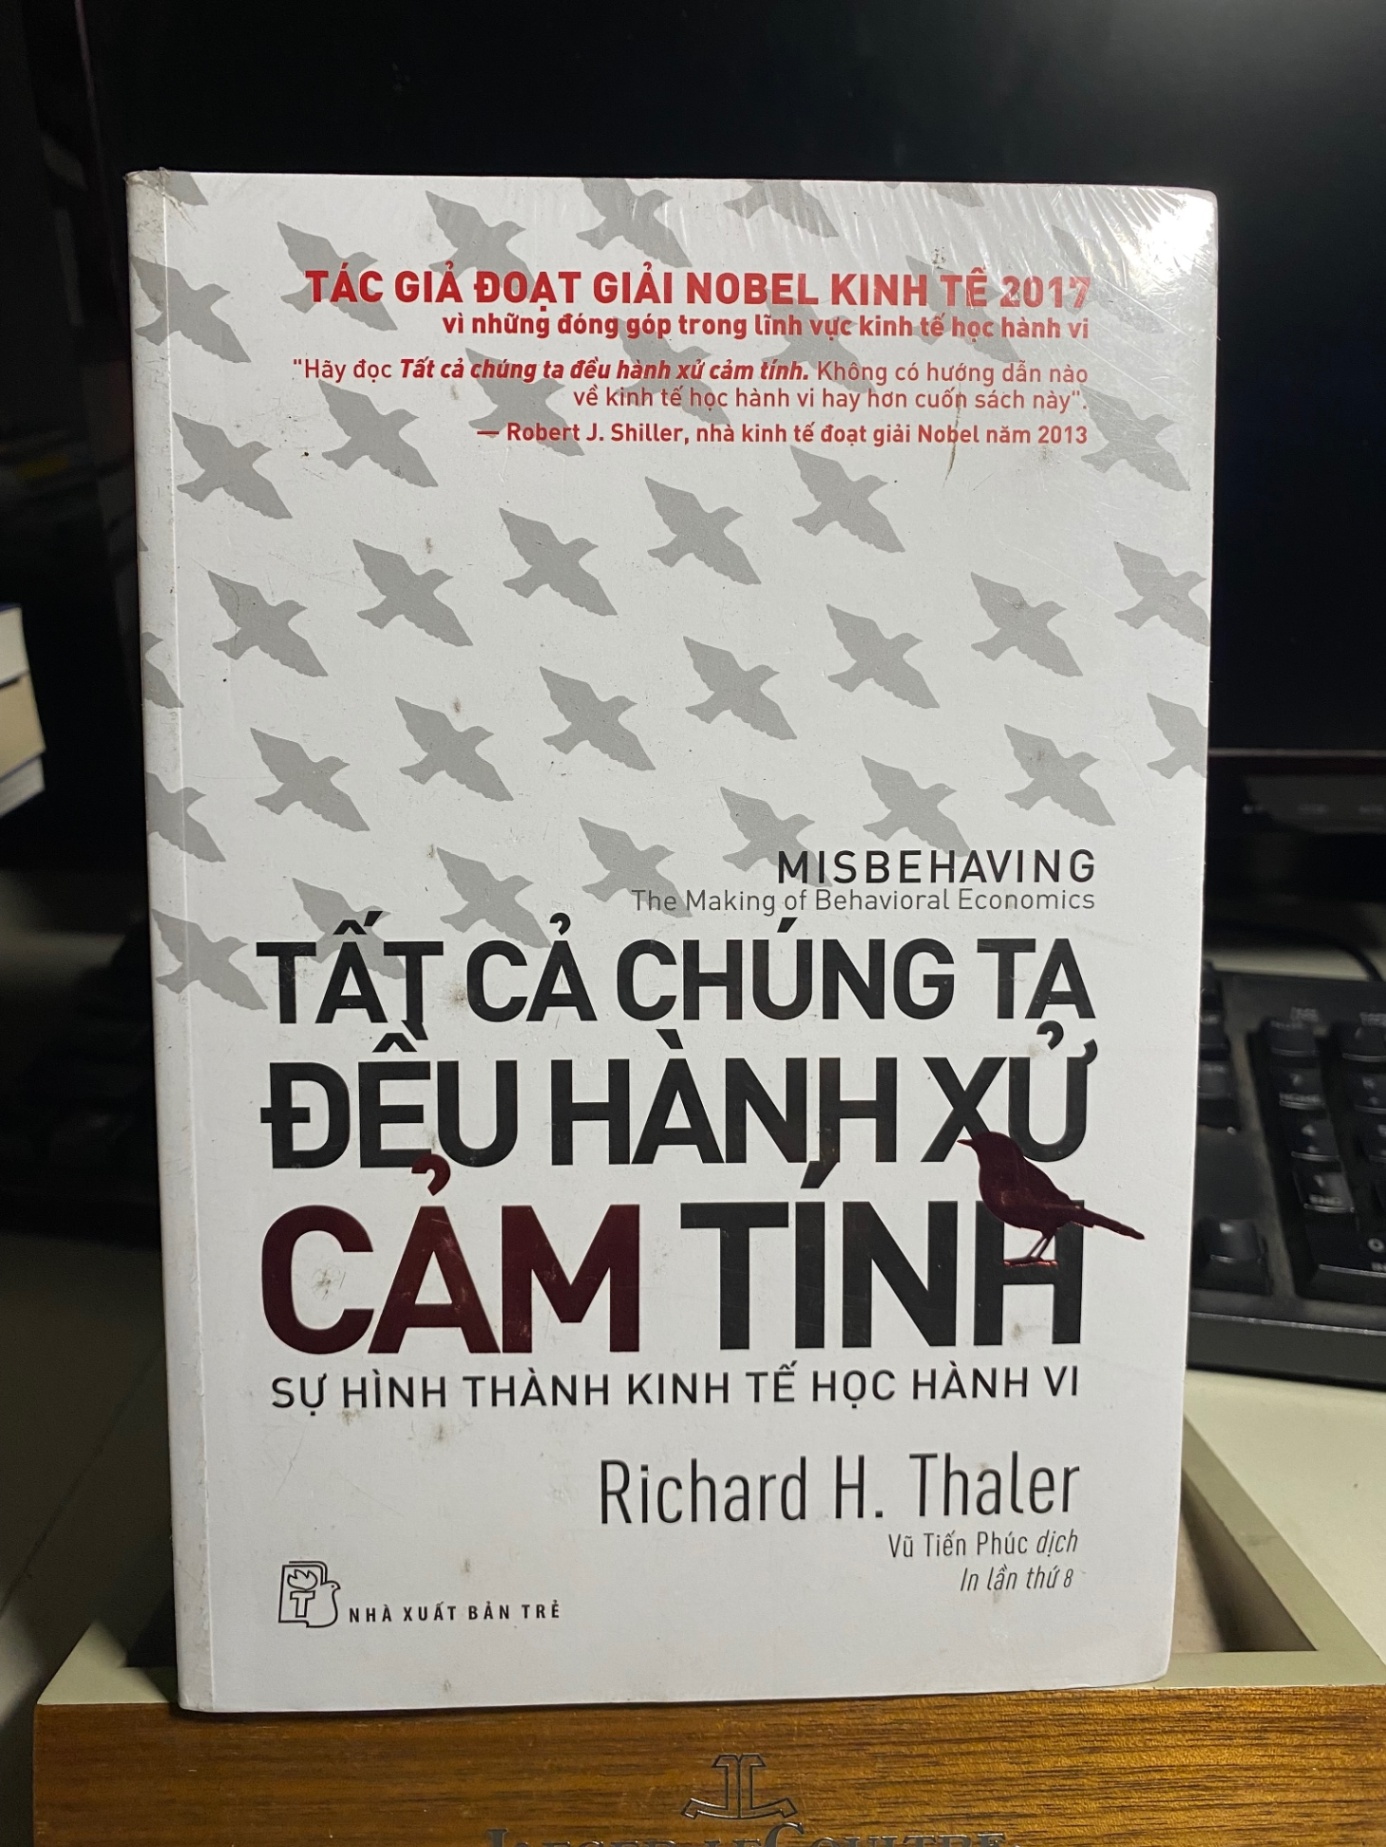 TÁC GIẢ ĐOẠT GIẢI NOBEL KINH TẾ 2017
vì những đóng góp trong lĩnh vực kinh tế học hành vi
"Hãy đọc Tất cả chúng ta đều hành xử cảm tính. Không có hướng dẫn nào
về kinh tế học hành vi hay hơn cuốn sách này".
— Robert J. Shiller, nhà kinh tế đoạt giải Nobel năm 2013
MISBEHAVING
The Making of Behavioral Economics
TẤT CẢ CHÚNG TA
ĐỀU HÀNH XỬ
CẢM TÍNH
SỰ HÌNH THÀNH KINH TẾ HỌC HÀNH VI
Richard H. Thaler
Vũ Tiến Phúc dịch
In lần thứ 8
NHÀ XUẤT BẢN TRẺ
JAEGER-LECOULTRE